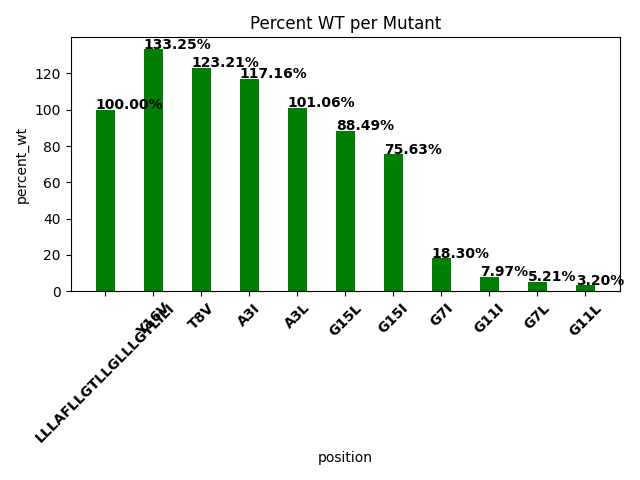 Percent WT per Mutant
133.25%
123.21%
117.16%
101.06%
100.00%
88.49%
75.63%
18.30%
7.97%
5.21%
3.20%
percent_wt
120
100
80
60
40
20
0
Y16V
T8V
A3I
A3L
G15L
G15I
G7I
G11I
G7L
G11L
position